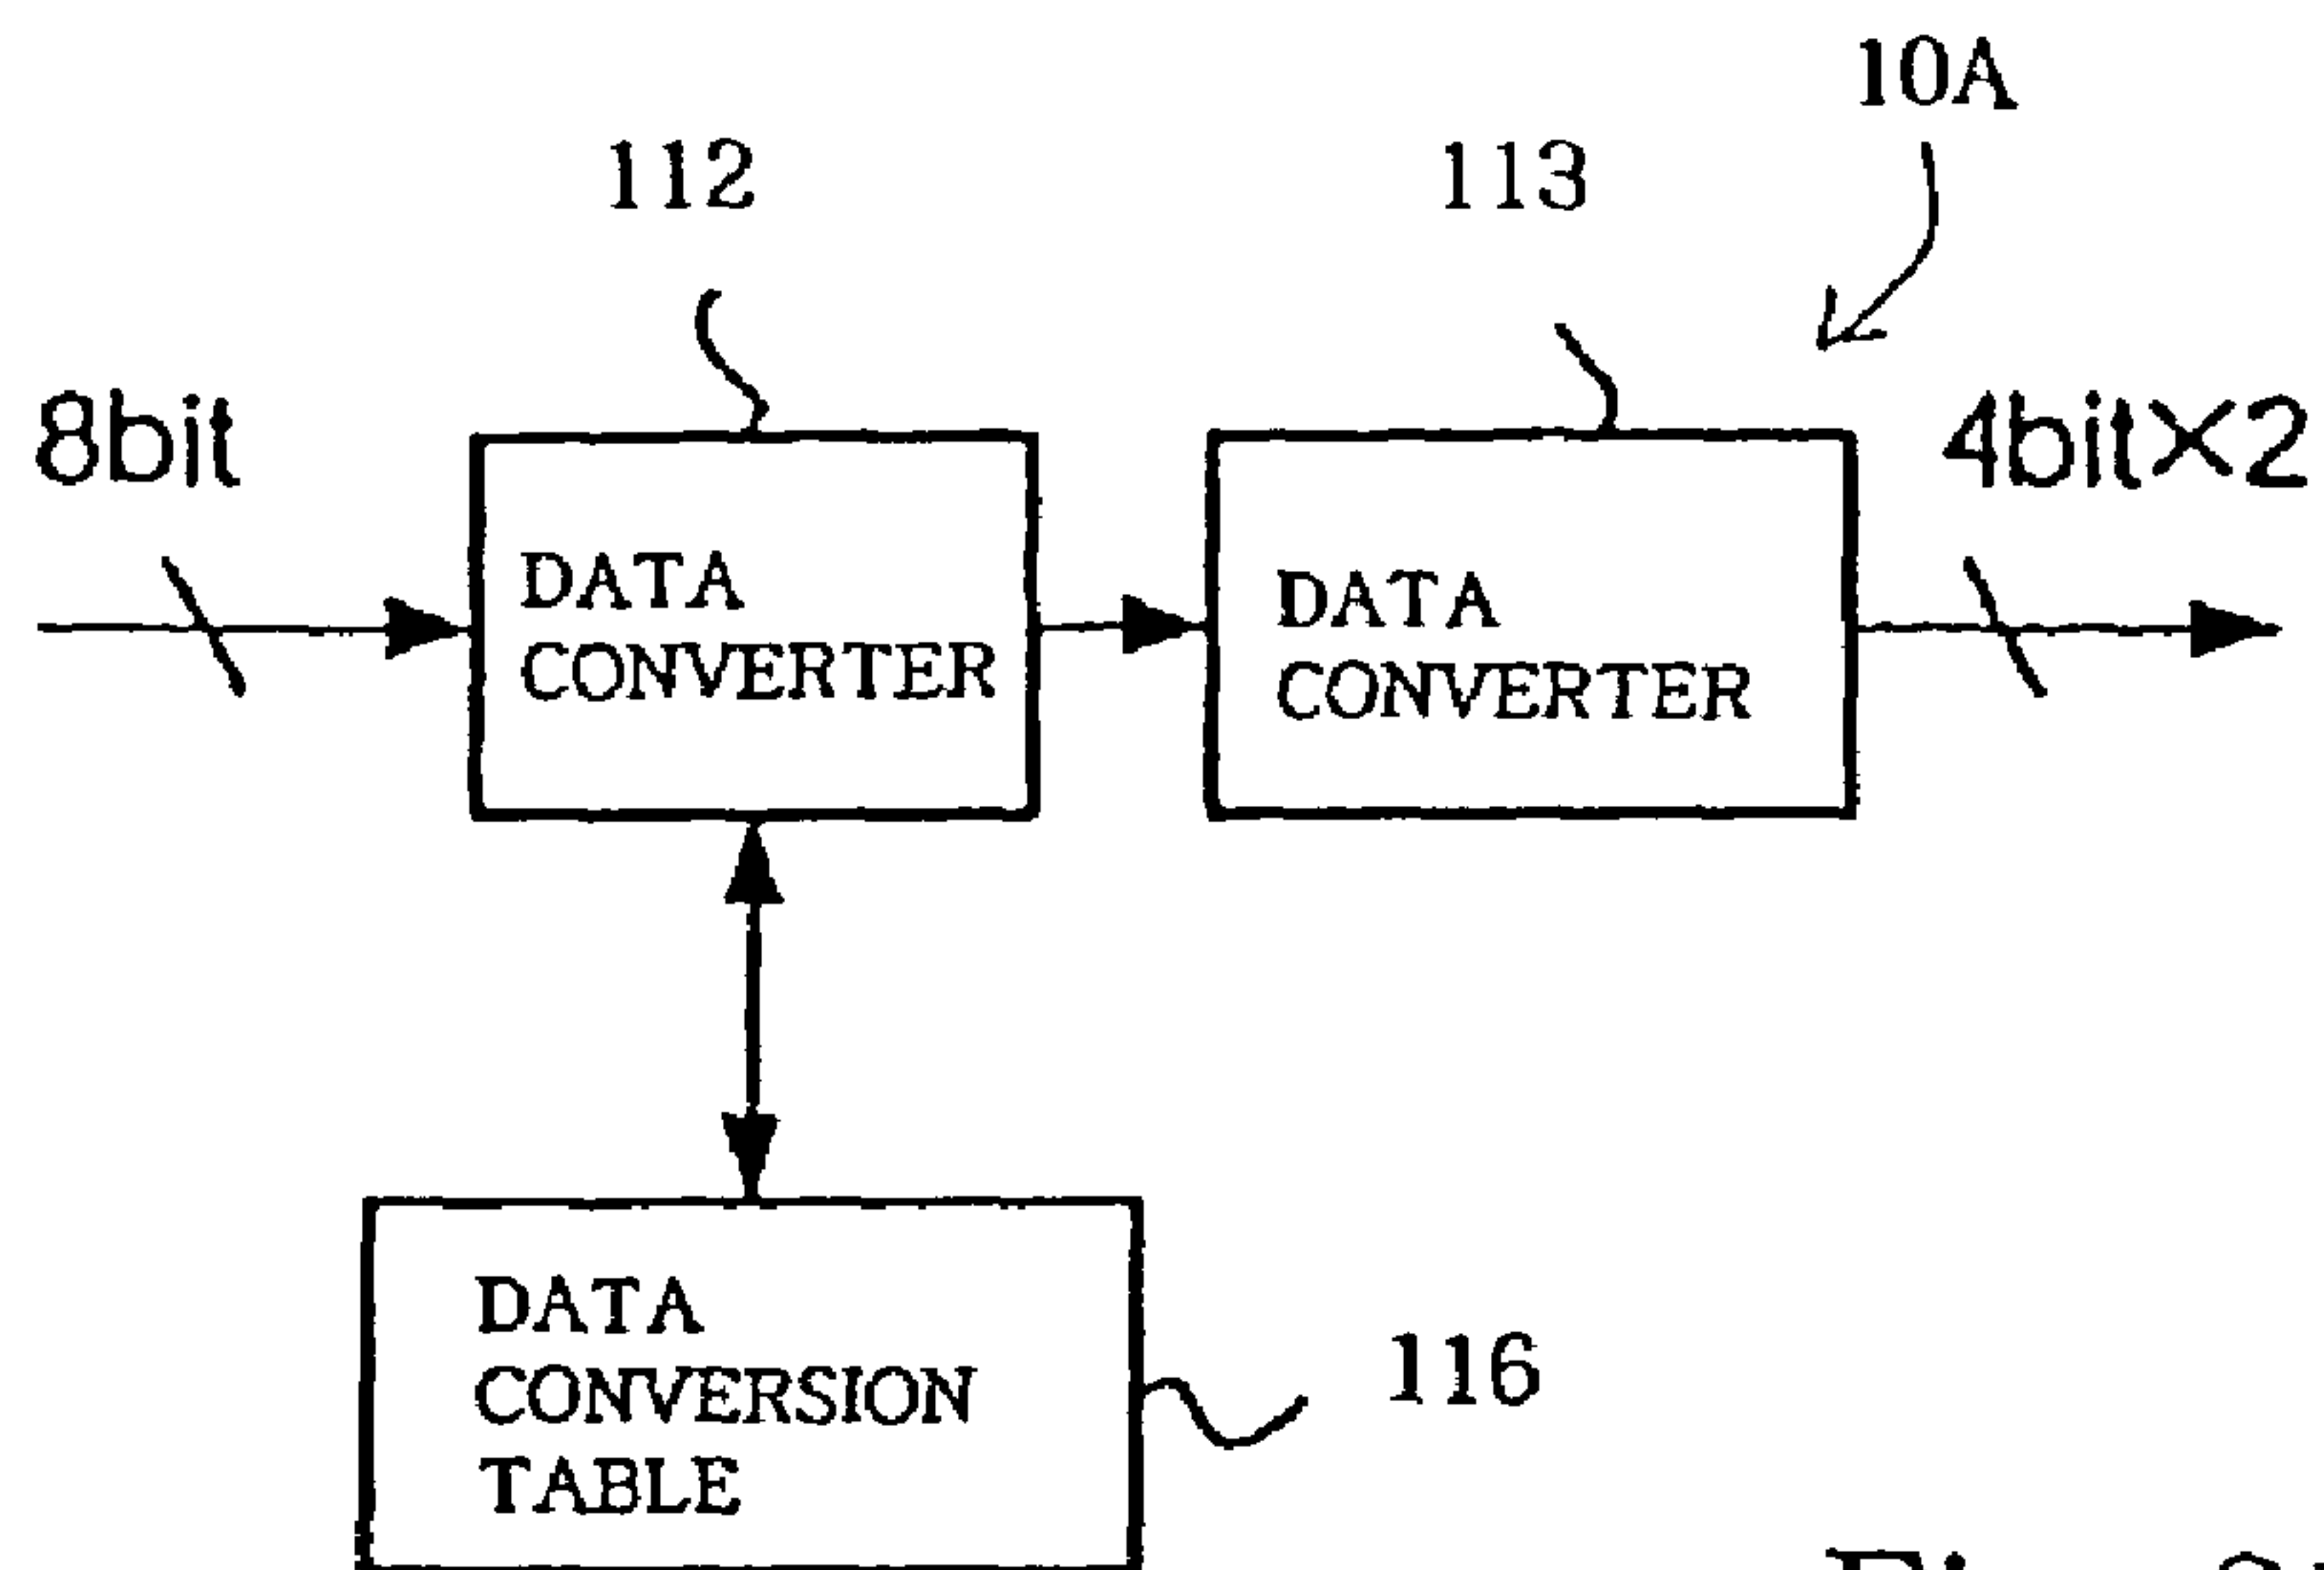 10A
112
113
8bit
4bit×2
DATA
CONVERTER
DATA
CONVERTER
DATA
CONVERSION
TABLE
116